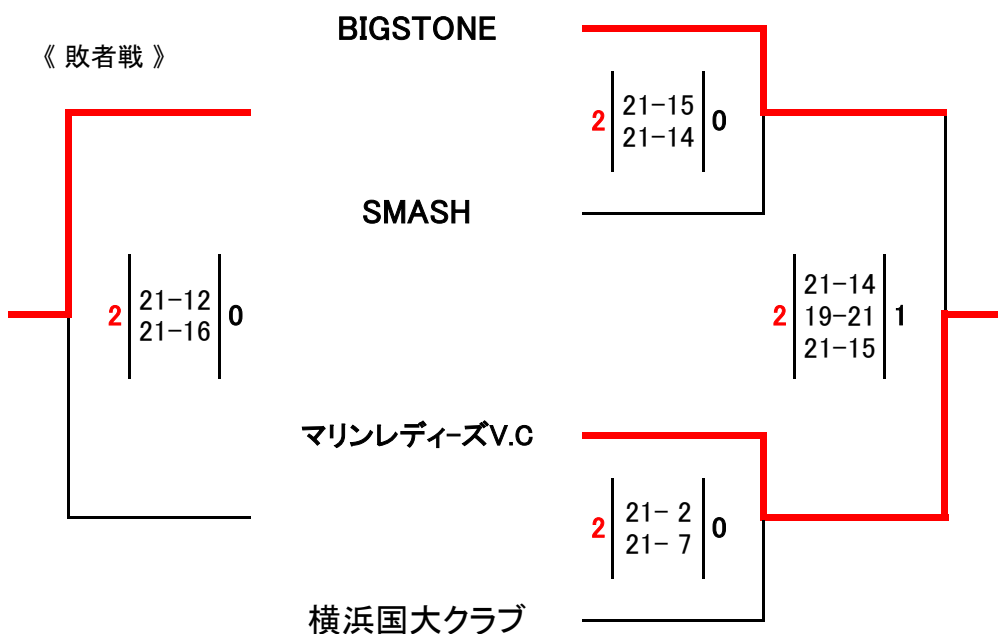 BIGSTONE
《 敗者戦 》
2 21-15 0
21-14
SMASH
2 21-12 0
21-16
2 21-14 1
19-21
21-15
マリンレディ-ズV.C
2 21- 2 0
21- 7
横浜国大クラブ